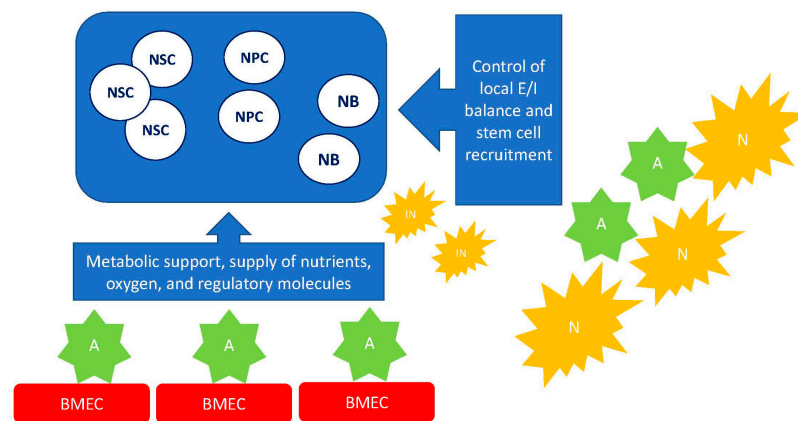 NSC
NPC
NSC
NB
NPC
NSC
NB
Control of
local E/I
balance and
stem cell
recruitment
N
A
A
IN
IN
N
N
Metabolic support, supply of nutrients,
oxygen, and regulatory molecules
A
A
A
BMEC
BMEC
BMEC